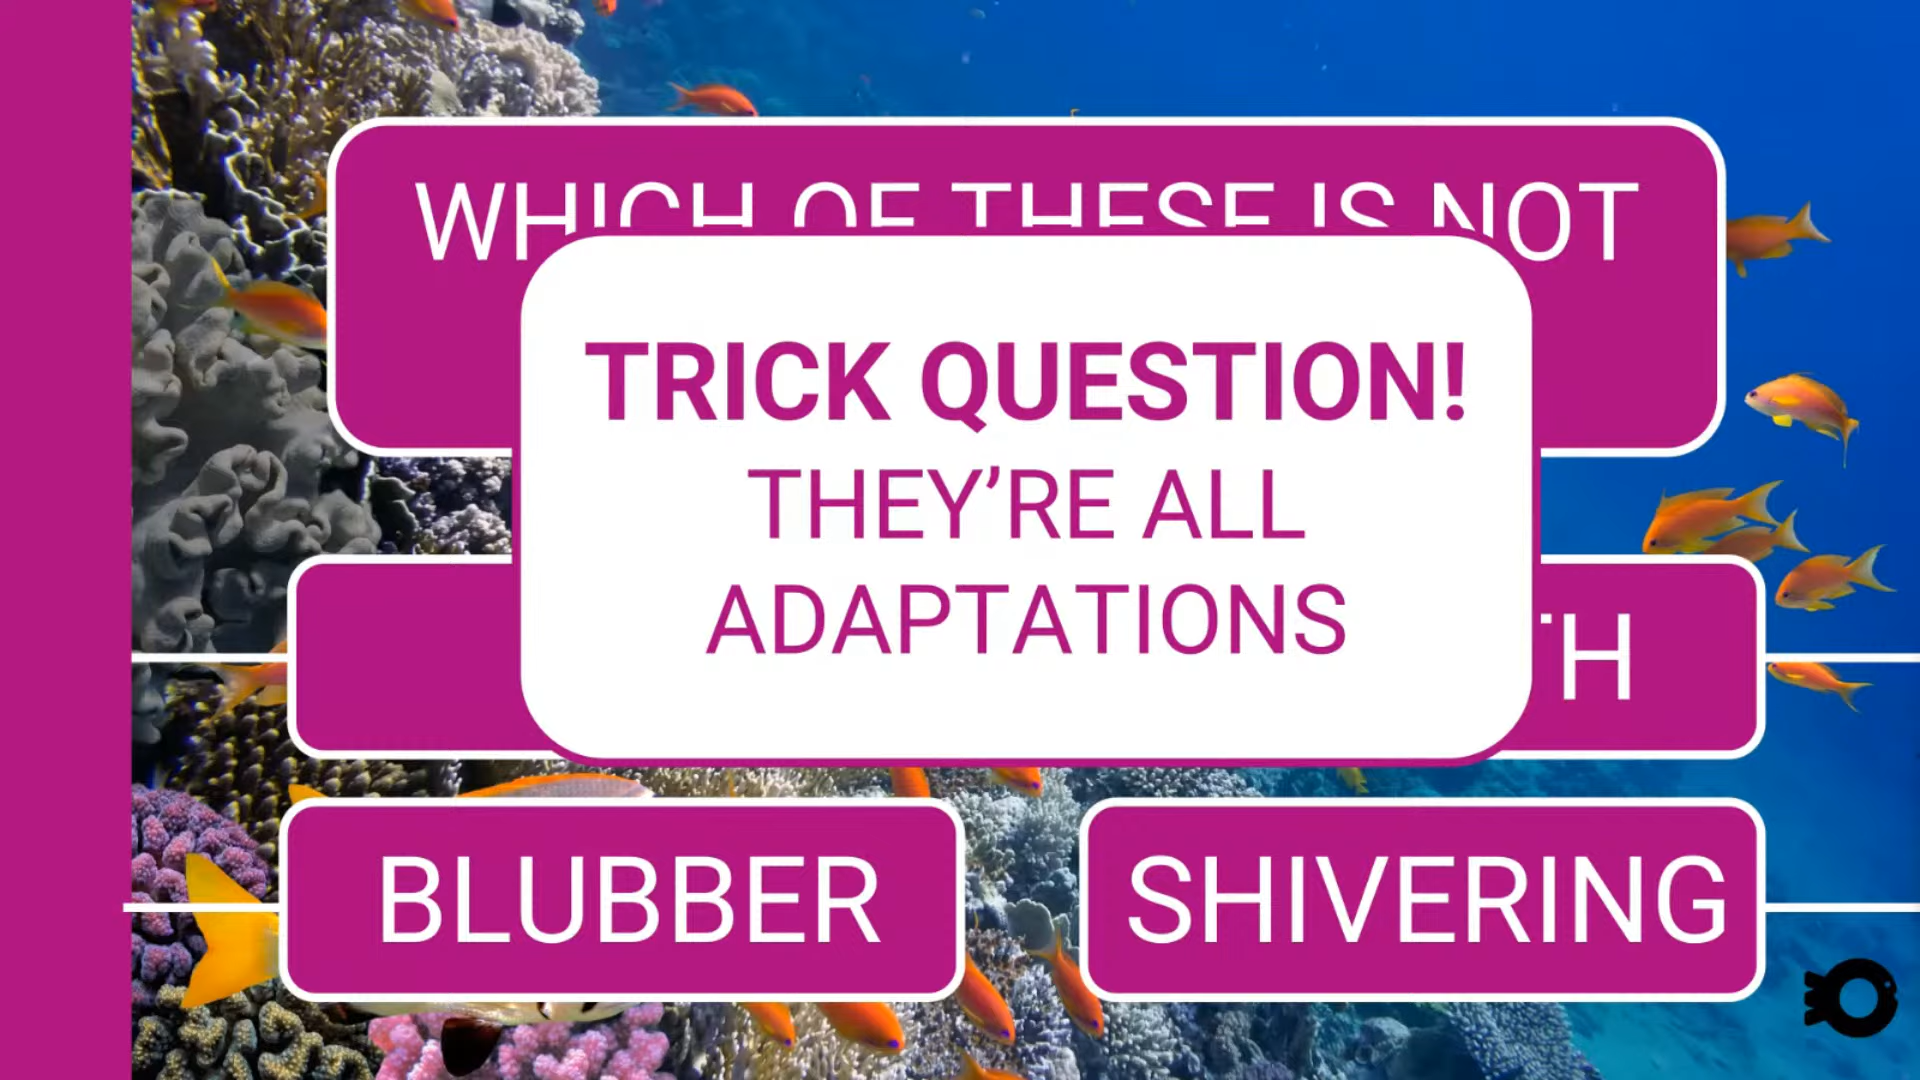 WHICH OF THESE IS NOT
TRICK QUESTION!
THEY’RE ALL
ADAPTATIONS
BLUBBER
SHIVERING